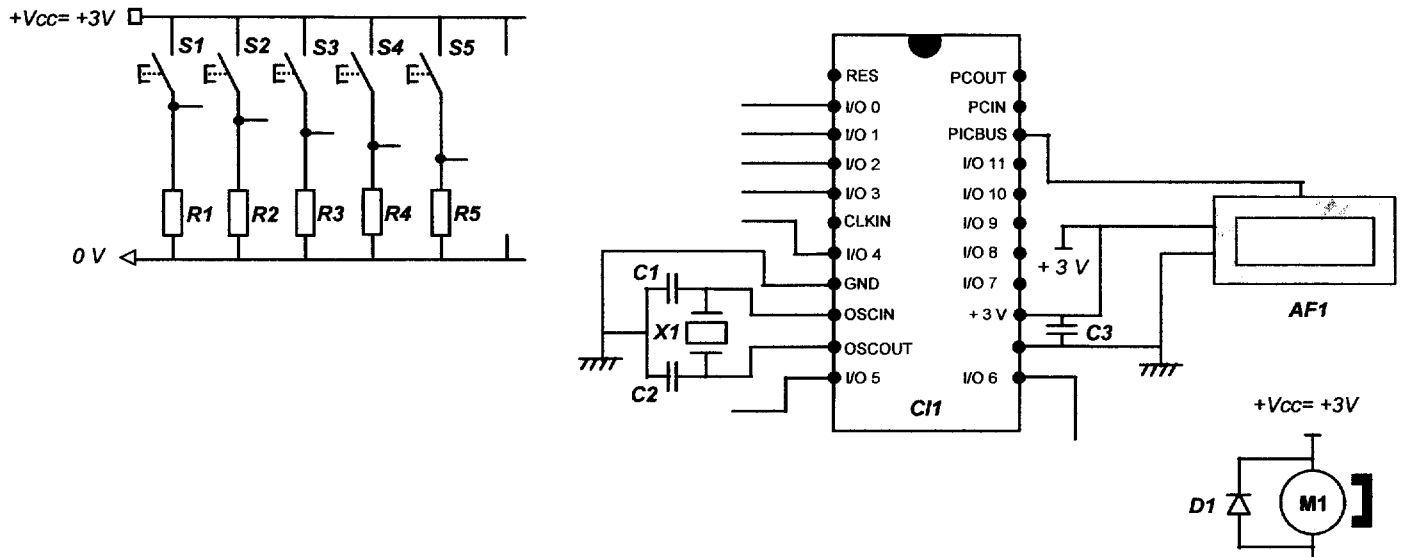 +Vcc= +3V
S1 S2 S3 S4 S5
R1 R2 R3 R4 R5
0 V
RES PCOUT
I/O 0 PCIN
I/O 1 PICBUS
I/O 2 I/O 11
I/O 3 I/O 10
CLKIN I/O 9
I/O 4 I/O 8
GND I/O 7
OSCIN + 3 V
OSCOUT
I/O 5 I/O 6
CI1
C1
X1
C2
C3
+ 3 V
AF1
+Vcc= +3V
D1 M1